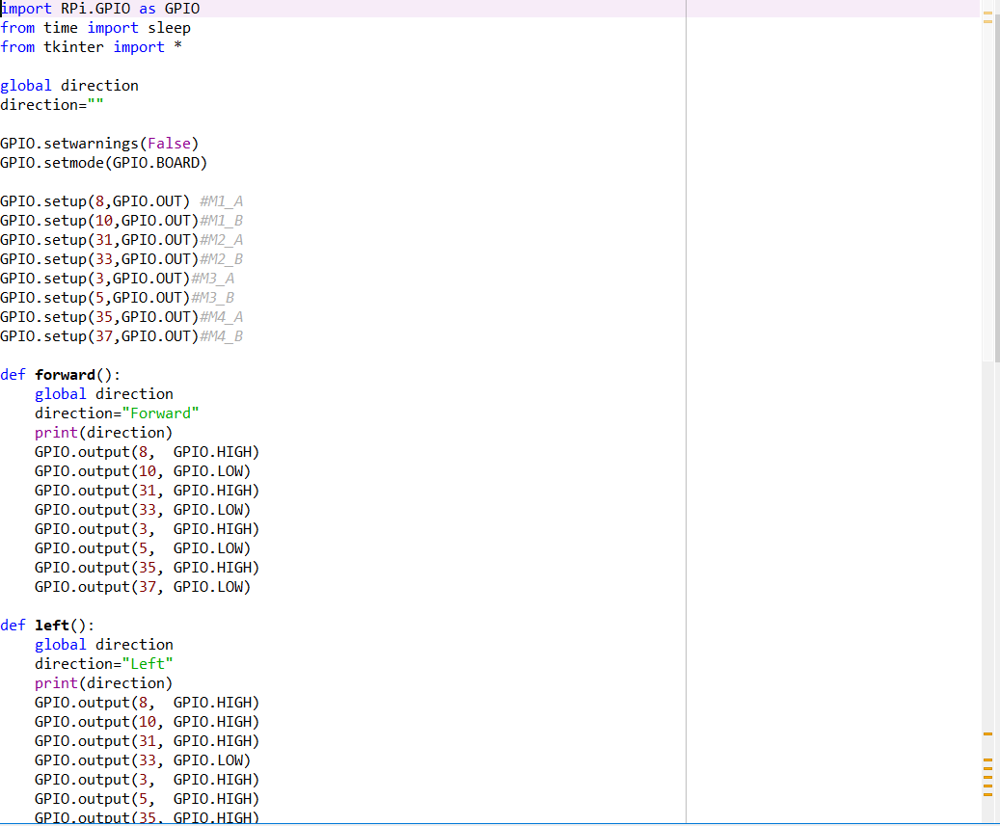 import RPi.GPIO as GPIO
from time import sleep
from tkinter import *

global direction
direction=""

GPIO.setwarnings(False)
GPIO.setmode(GPIO.BOARD)

GPIO.setup(8,GPIO.OUT) #M1_A
GPIO.setup(10,GPIO.OUT)#M1_B
GPIO.setup(31,GPIO.OUT)#M2_A
GPIO.setup(33,GPIO.OUT)#M2_B
GPIO.setup(3,GPIO.OUT)#M3_A
GPIO.setup(5,GPIO.OUT)#M3_B
GPIO.setup(35,GPIO.OUT)#M4_A
GPIO.setup(37,GPIO.OUT)#M4_B

def forward():
    global direction
    direction="Forward"
    print(direction)
    GPIO.output(8,  GPIO.HIGH)
    GPIO.output(10, GPIO.LOW)
    GPIO.output(31, GPIO.HIGH)
    GPIO.output(33, GPIO.LOW)
    GPIO.output(3,  GPIO.HIGH)
    GPIO.output(5,  GPIO.LOW)
    GPIO.output(35, GPIO.HIGH)
    GPIO.output(37, GPIO.LOW)

def left():
    global direction
    direction="Left"
    print(direction)
    GPIO.output(8,  GPIO.HIGH)
    GPIO.output(10, GPIO.HIGH)
    GPIO.output(31, GPIO.HIGH)
    GPIO.output(33, GPIO.LOW)
    GPIO.output(3,  GPIO.HIGH)
    GPIO.output(5,  GPIO.HIGH)
    GPIO.output(35, GPIO.HIGH)